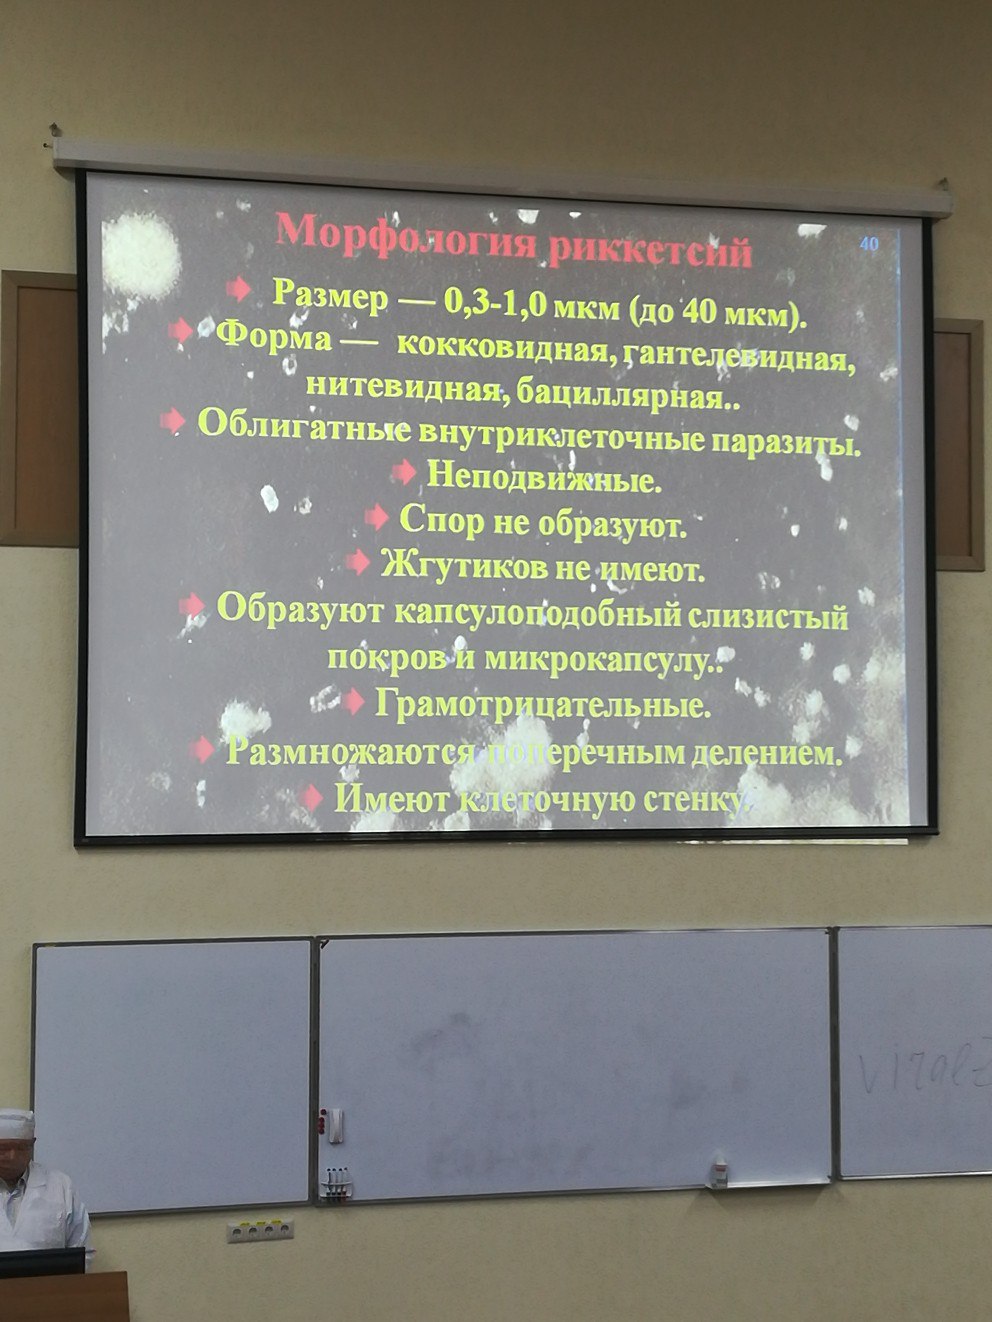 Морфология риккетсий
40
Размер — 0,3-1,0 мкм (до 40 мкм).
Форма — кокковидная, гантелевидная,
нитевидная, бациллярная..
Облигатные внутриклеточные паразиты.
Неподвижные.
Спор не образуют.
Жгутиков не имеют.
Образуют капсулоподобный слизистый
покров и микрокапсулу..
Грамотрицательные.
Размножаются поперечным делением.
Имеют клеточную стенку.